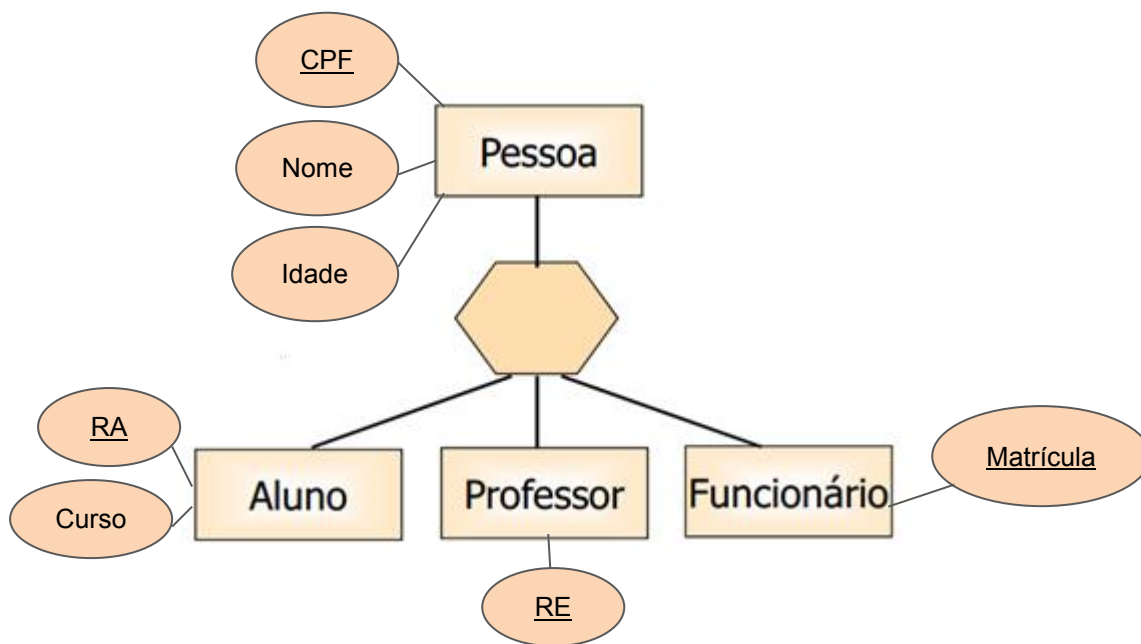 CPF
Pessoa
Nome
Idade
RA
Curso
Aluno
Professor
Funcionário
Matrícula
RE